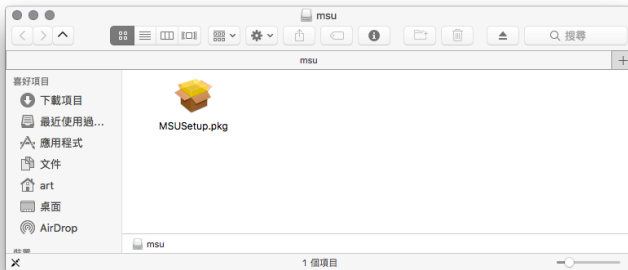 msu
搜尋
msu
喜好項目
下載項目
最近使用過...
應用程式
文件
art
桌面
AirDrop
MSUSetup.pkg
msu
1 個項目